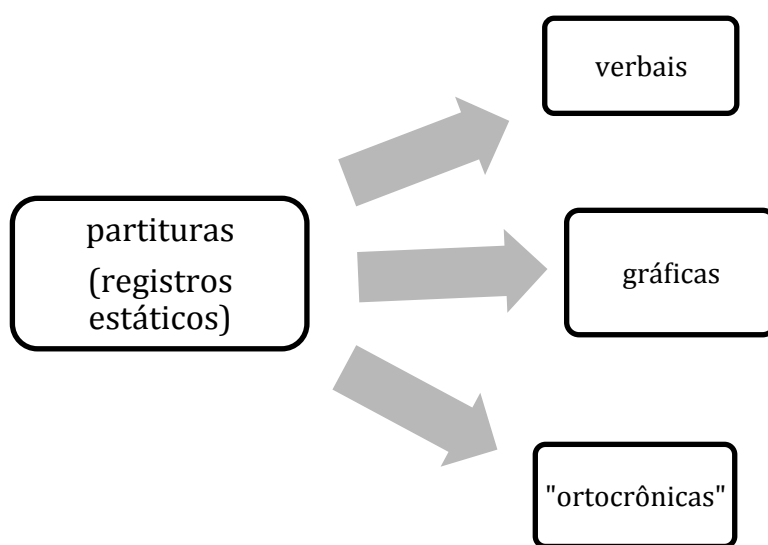 verbais
partituras
(registros
estáticos)
gráficas
"ortocrônicas"